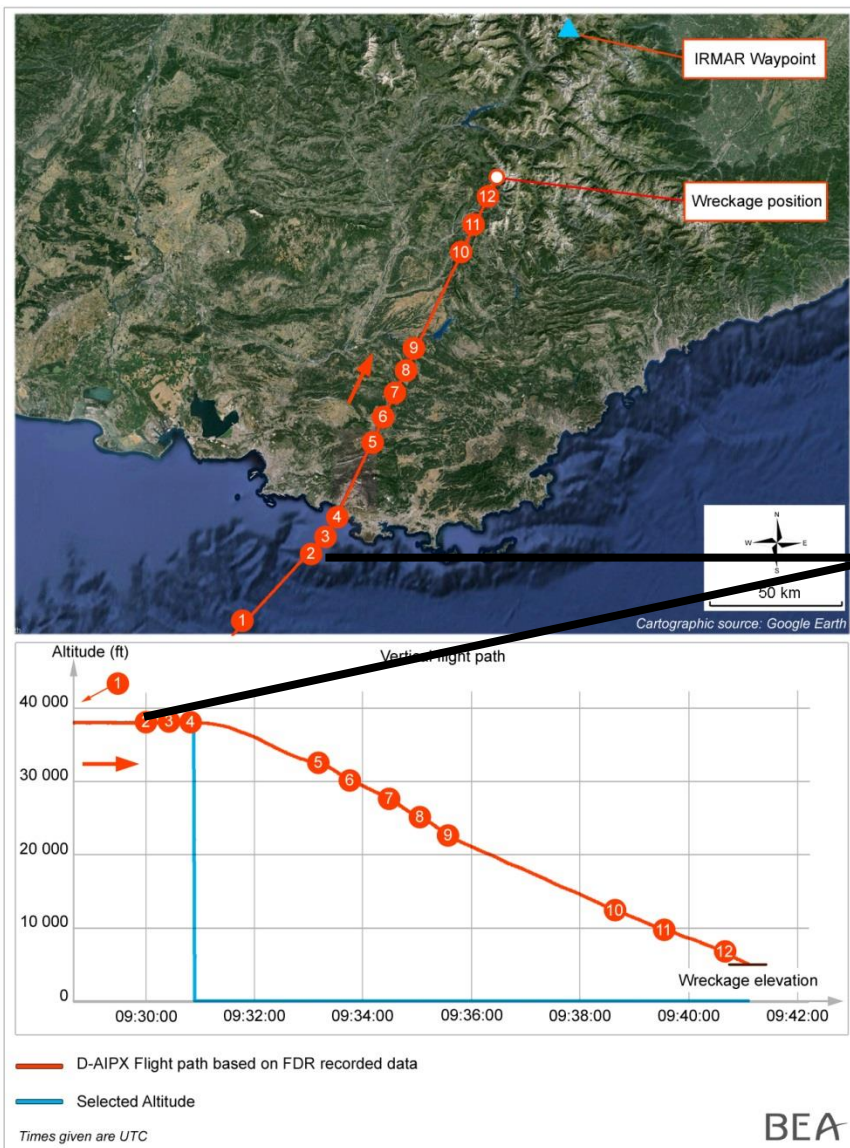 IRMAR Waypoint
Wreckage position
12
11
10
9
8
7
6
5
4
3
2
1
N
W E
S
50 km
Cartographic source: Google Earth
Altitude (ft)
Vertical flight path
1
40 000
2 3 4
30 000
5
6
7
8
20 000
9
10 000
10
11
12
Wreckage elevation
0
09:30:00 09:32:00 09:34:00 09:36:00 09:38:00 09:40:00 09:42:00
D-AIPX Flight path based on FDR recorded data
Selected Altitude
Times given are UTC
BEA